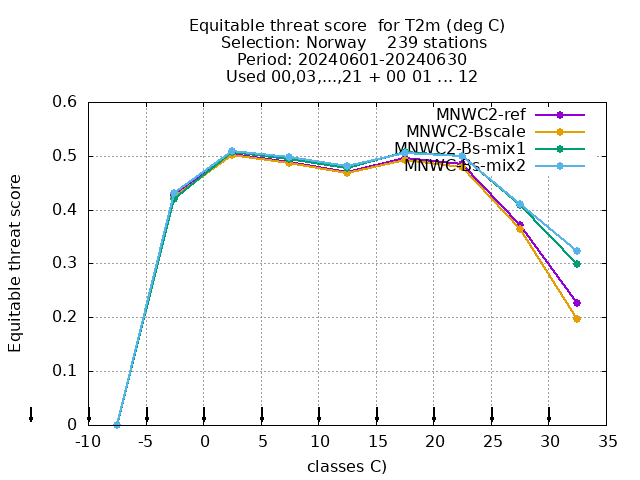 Equitable threat score  for T2m (deg C)
Selection: Norway    239 stations
Period: 20240601-20240630
Used 00,03,...,21 + 00 01 ... 12
MNWC2-ref
MNWC2-Bscale
MNWC2-Bs-mix1
MNWC-Bs-mix2
Equitable threat score
0.6
0.5
0.4
0.3
0.2
0.1
0
-10 -5 0 5 10 15 20 25 30 35
classes C)